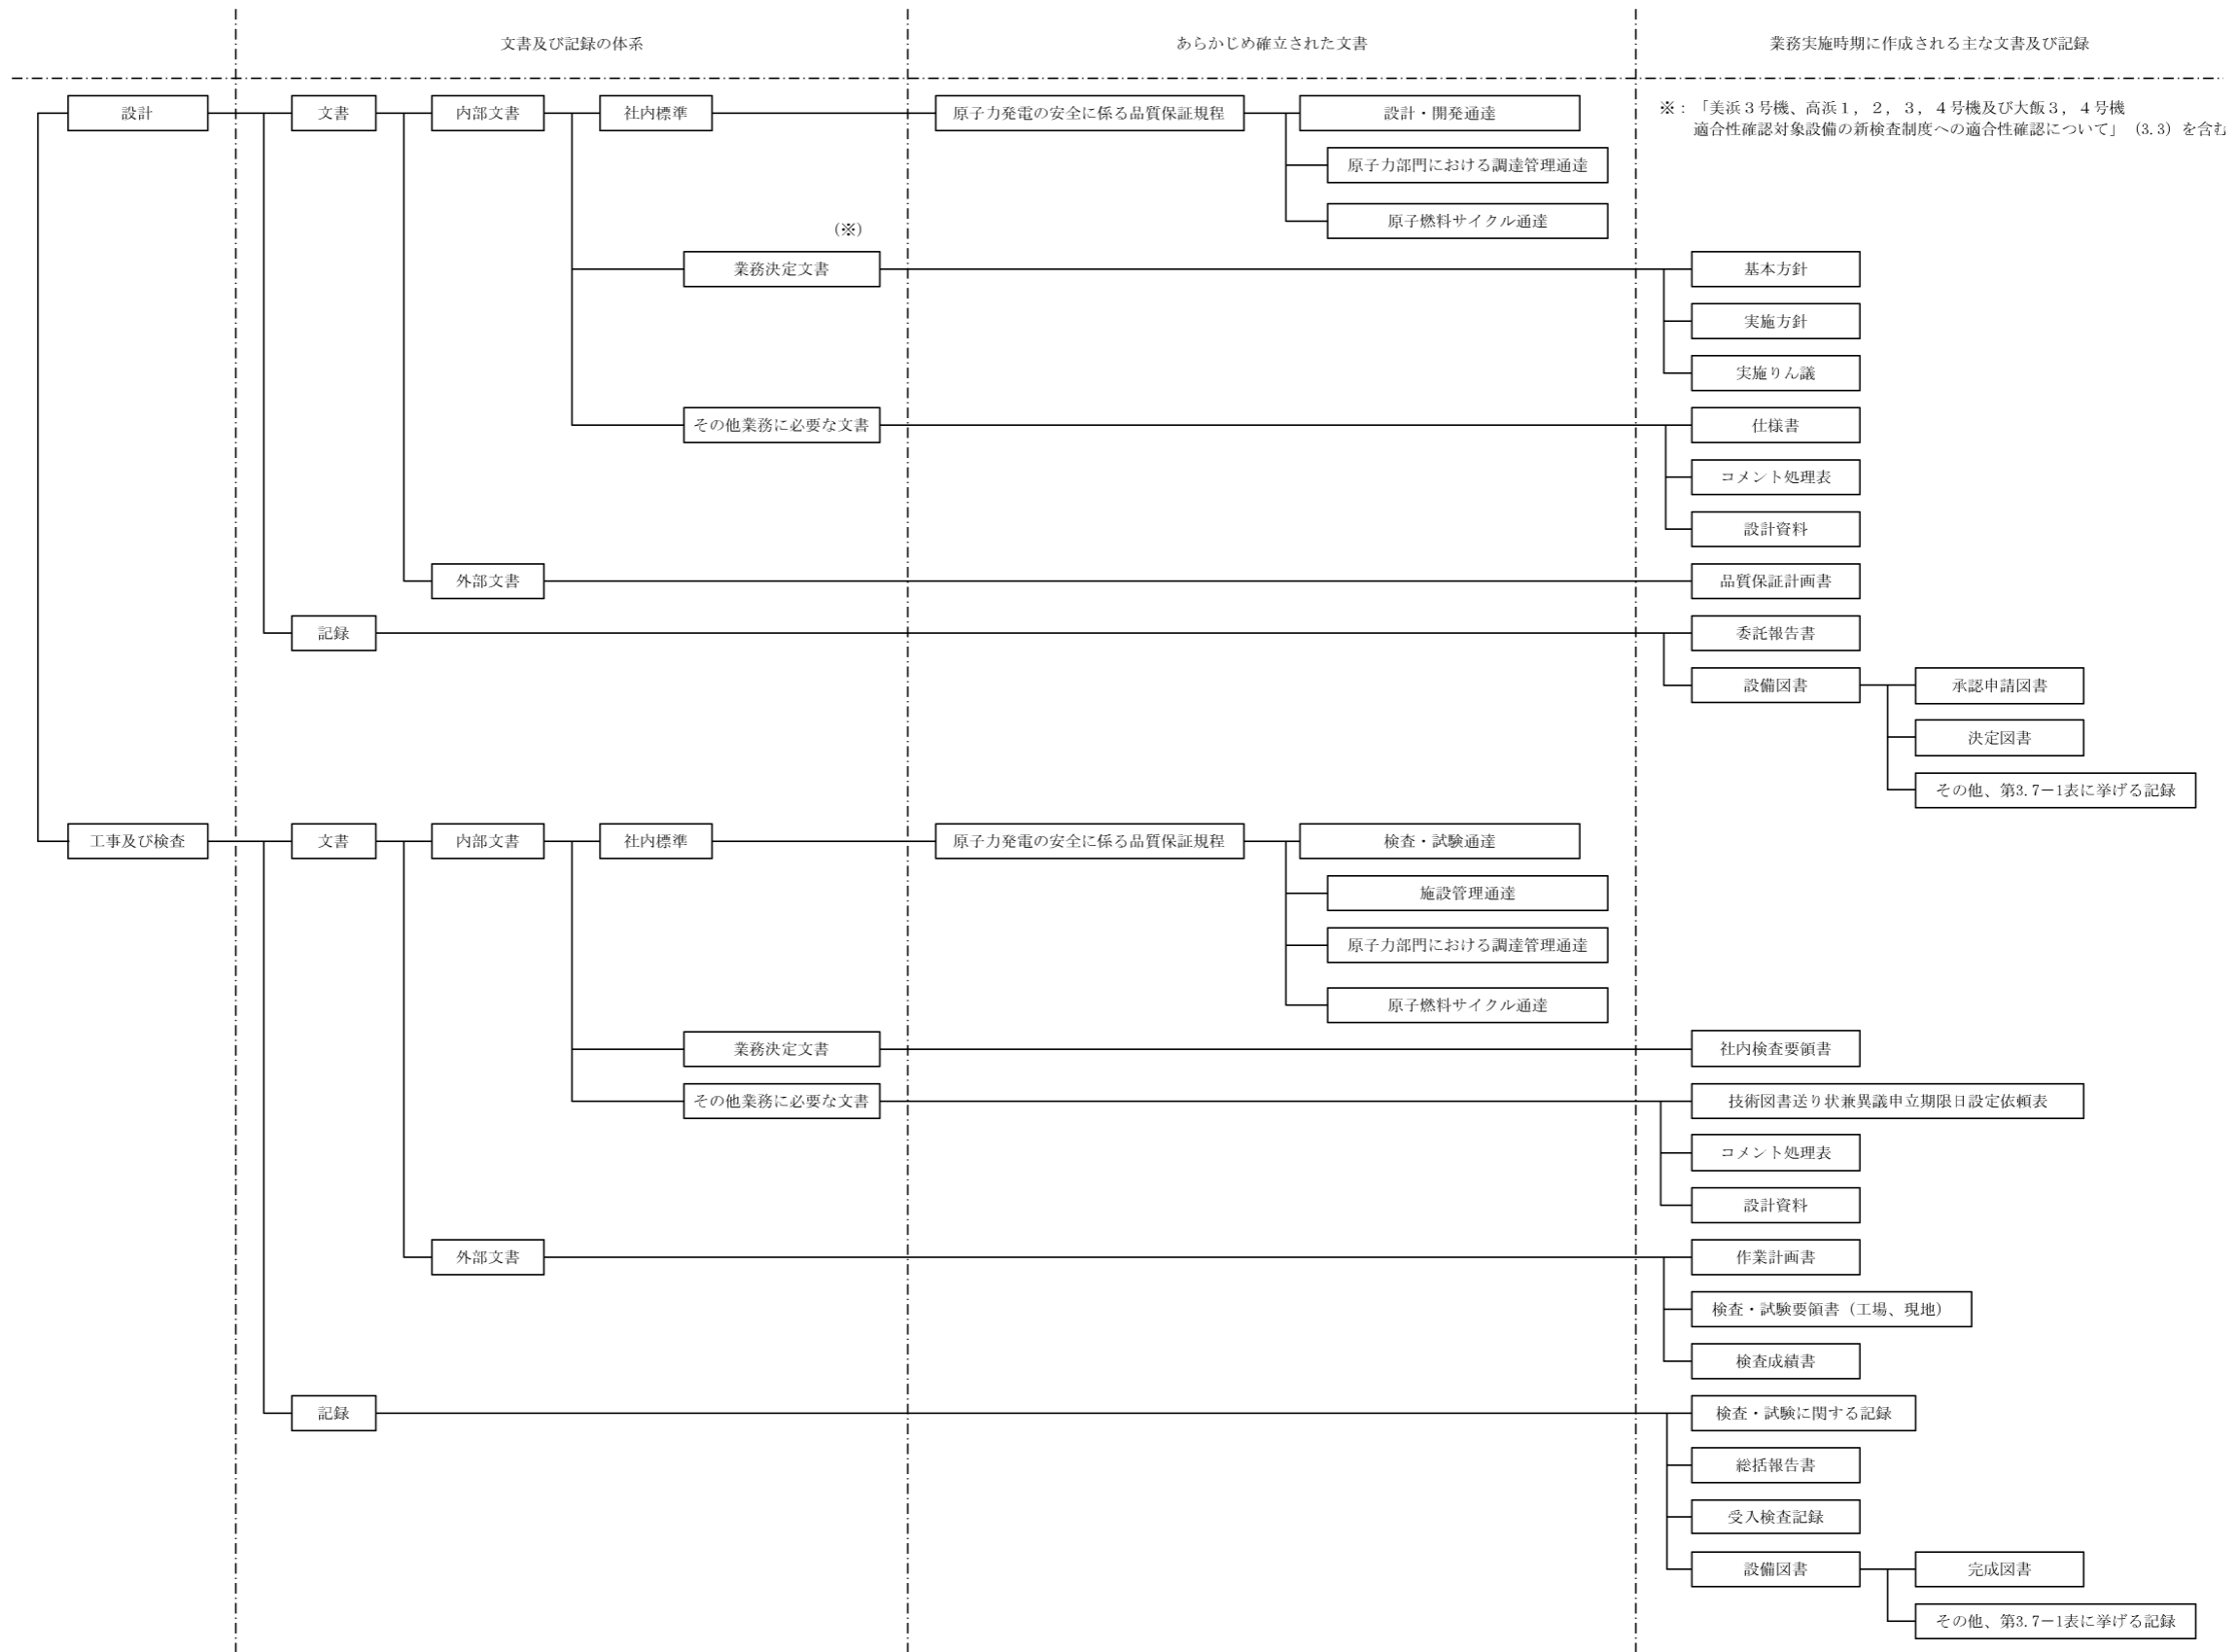 文書及び記録の体系
あらかじめ確立された文書
業務実施時期に作成される主な文書及び記録
設計
文書
内部文書
社内標準
原子力発電の安全に係る品質保証規程
設計・開発通達
※：「美浜３号機、高浜１，２，３，４号機及び大飯３，４号機
適合性確認対象設備の新検査制度への適合性確認について」（3.3）を含む
原子力部門における調達管理通達
原子燃料サイクル通達
（※）
業務決定文書
基本方針
実施方針
実施りん議
その他業務に必要な文書
仕様書
コメント処理表
設計資料
外部文書
品質保証計画書
記録
委託報告書
設備図書
承認申請図書
決定図書
その他、第3.7－1表に挙げる記録
工事及び検査
文書
内部文書
社内標準
原子力発電の安全に係る品質保証規程
検査・試験通達
施設管理通達
原子力部門における調達管理通達
原子燃料サイクル通達
業務決定文書
社内検査要領書
その他業務に必要な文書
技術図書送り状兼異議申立期限日設定依頼表
コメント処理表
設計資料
外部文書
作業計画書
検査・試験要領書（工場、現地）
検査成績書
記録
検査・試験に関する記録
総括報告書
受入検査記録
設備図書
完成図書
その他、第3.7－1表に挙げる記録